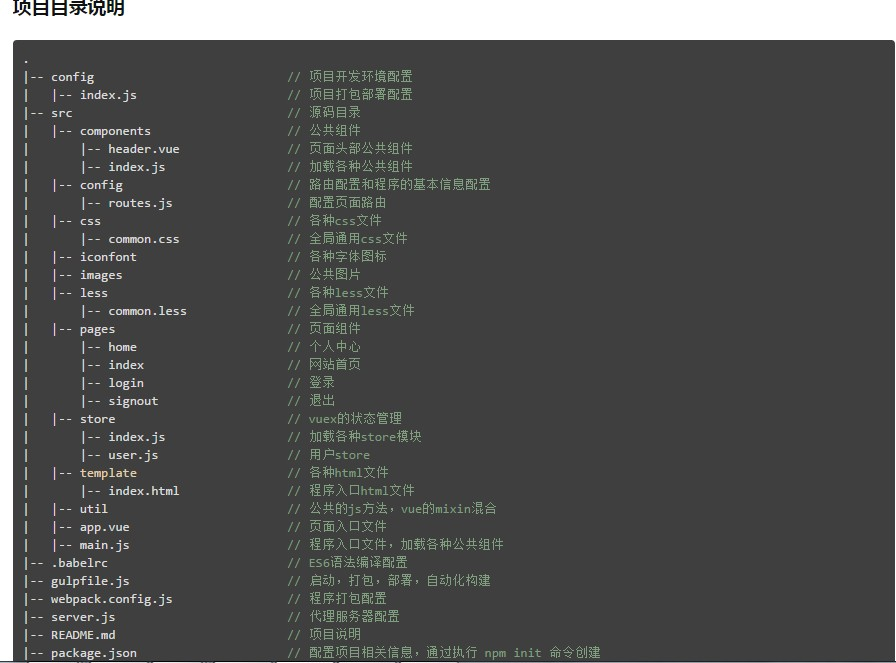 项目目录说明
.
|-- config // 项目开发环境配置
| |-- index.js // 项目打包部署配置
|-- src // 源码目录
| |-- components // 公共组件
| |-- header.vue // 页面头部公共组件
| |-- index.js // 加载各种公共组件
| |-- config // 路由配置和程序的基本信息配置
| |-- routes.js // 配置页面路由
| |-- css // 各种css文件
| |-- common.css // 全局通用css文件
| |-- iconfont // 各种字体图标
| |-- images // 公共图片
| |-- less // 各种less文件
| |-- common.less // 全局通用less文件
| |-- pages // 页面组件
| |-- home // 个人中心
| |-- index // 网站首页
| |-- login // 登录
| |-- signout // 退出
| |-- store // vuex的状态管理
| |-- index.js // 加载各种store模块
| |-- user.js // 用户store
| |-- template // 各种html文件
| |-- index.html // 程序入口html文件
| |-- util // 公共的js方法，vue的mixin混合
| |-- app.vue // 页面入口文件
| |-- main.js // 程序入口文件，加载各种公共组件
|-- .babelrc // ES6语法编译配置
|-- gulpfile.js // 启动，打包，部署，自动化构建
|-- webpack.config.js // 程序打包配置
|-- server.js // 代理服务器配置
|-- README.md // 项目说明
|-- package.json // 配置项目相关信息，通过执行 npm init 命令创建